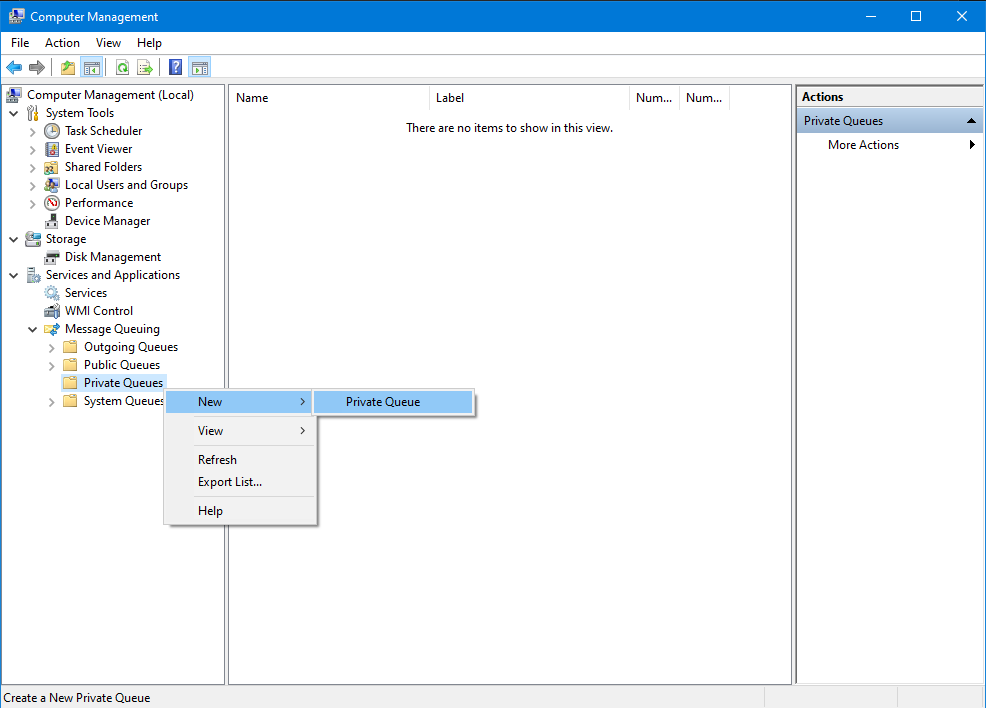 Computer Management
File Action View Help
Computer Management (Local)
System Tools
Task Scheduler
Event Viewer
Shared Folders
Local Users and Groups
Performance
Device Manager
Storage
Disk Management
Services and Applications
Services
WMI Control
Message Queuing
Outgoing Queues
Public Queues
Private Queues
System Queues
Name Label Num... Num...
There are no items to show in this view.
New
View
Refresh
Export List...
Help
Private Queue
Actions
Private Queues
More Actions
Create a New Private Queue